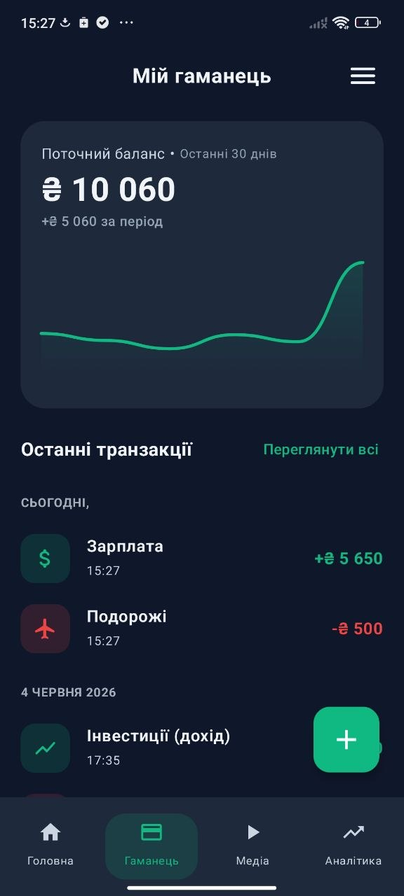 15:27
4
Мій гаманець
Поточний баланс • Останні 30 днів
₴ 10 060
+₴ 5 060 за період
Останні транзакції
Переглянути всі
СЬОГОДНІ,
Зарплата
15:27
+₴ 5 650
Подорожі
15:27
-₴ 500
4 ЧЕРВНЯ 2026
Інвестиції (дохід)
17:35
Головна
Гаманець
Медіа
Аналітика